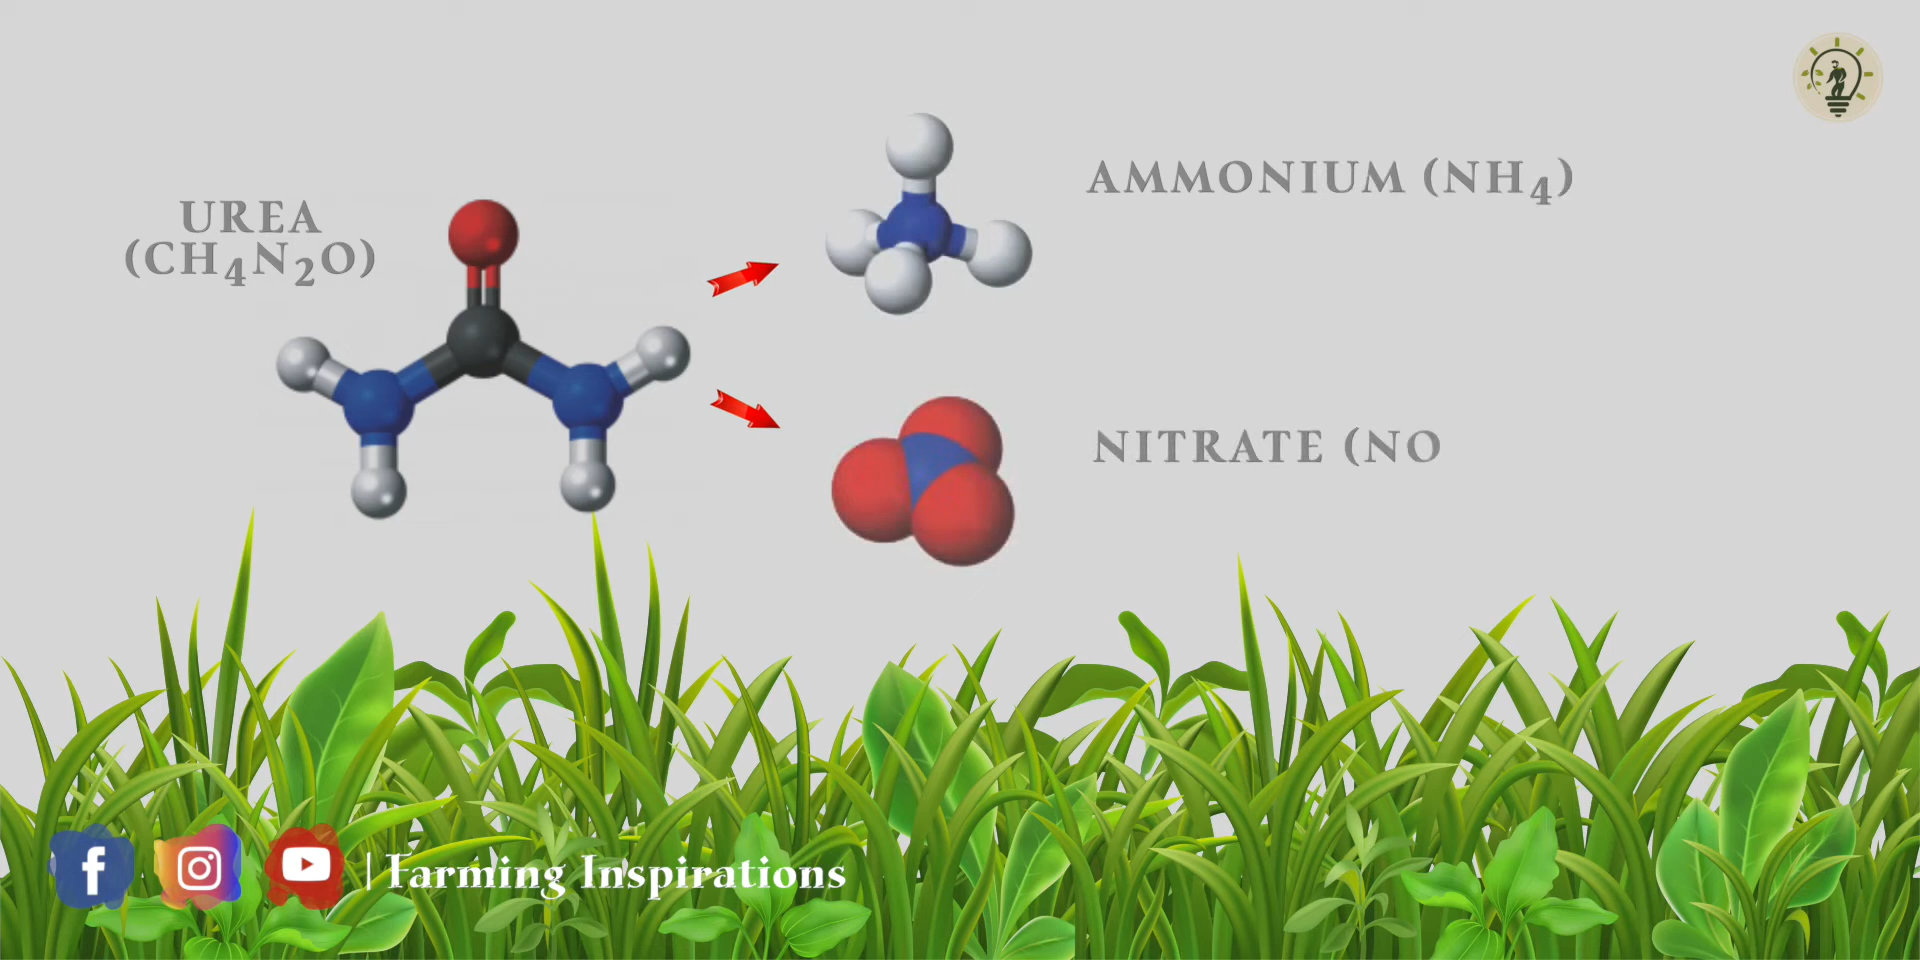 UREA
(CH₄N₂O)
AMMONIUM (NH₄)
NITRATE (NO
| Farming Inspirations